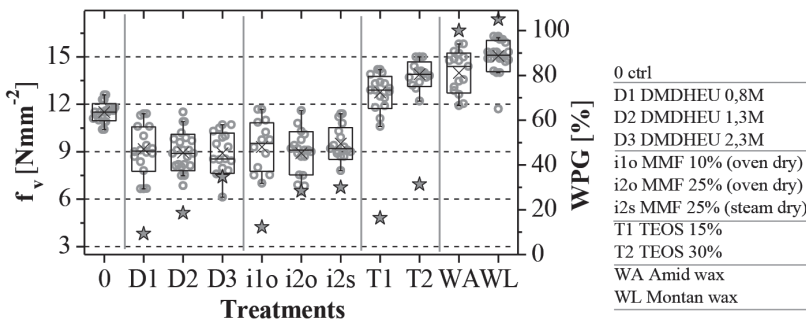 f_v [Nmm⁻²]
15
12
9
6
3
100
80
60
40
20
0
WPG [%]
0 D1 D2 D3 i1o i2o i2s T1 T2 WA WL
Treatments
0 ctrl
D1 DMDHEU 0,8M
D2 DMDHEU 1,3M
D3 DMDHEU 2,3M
i1o MMF 10% (oven dry)
i2o MMF 25% (oven dry)
i2s MMF 25% (steam dry)
T1 TEOS 15%
T2 TEOS 30%
WA Amid wax
WL Montan wax